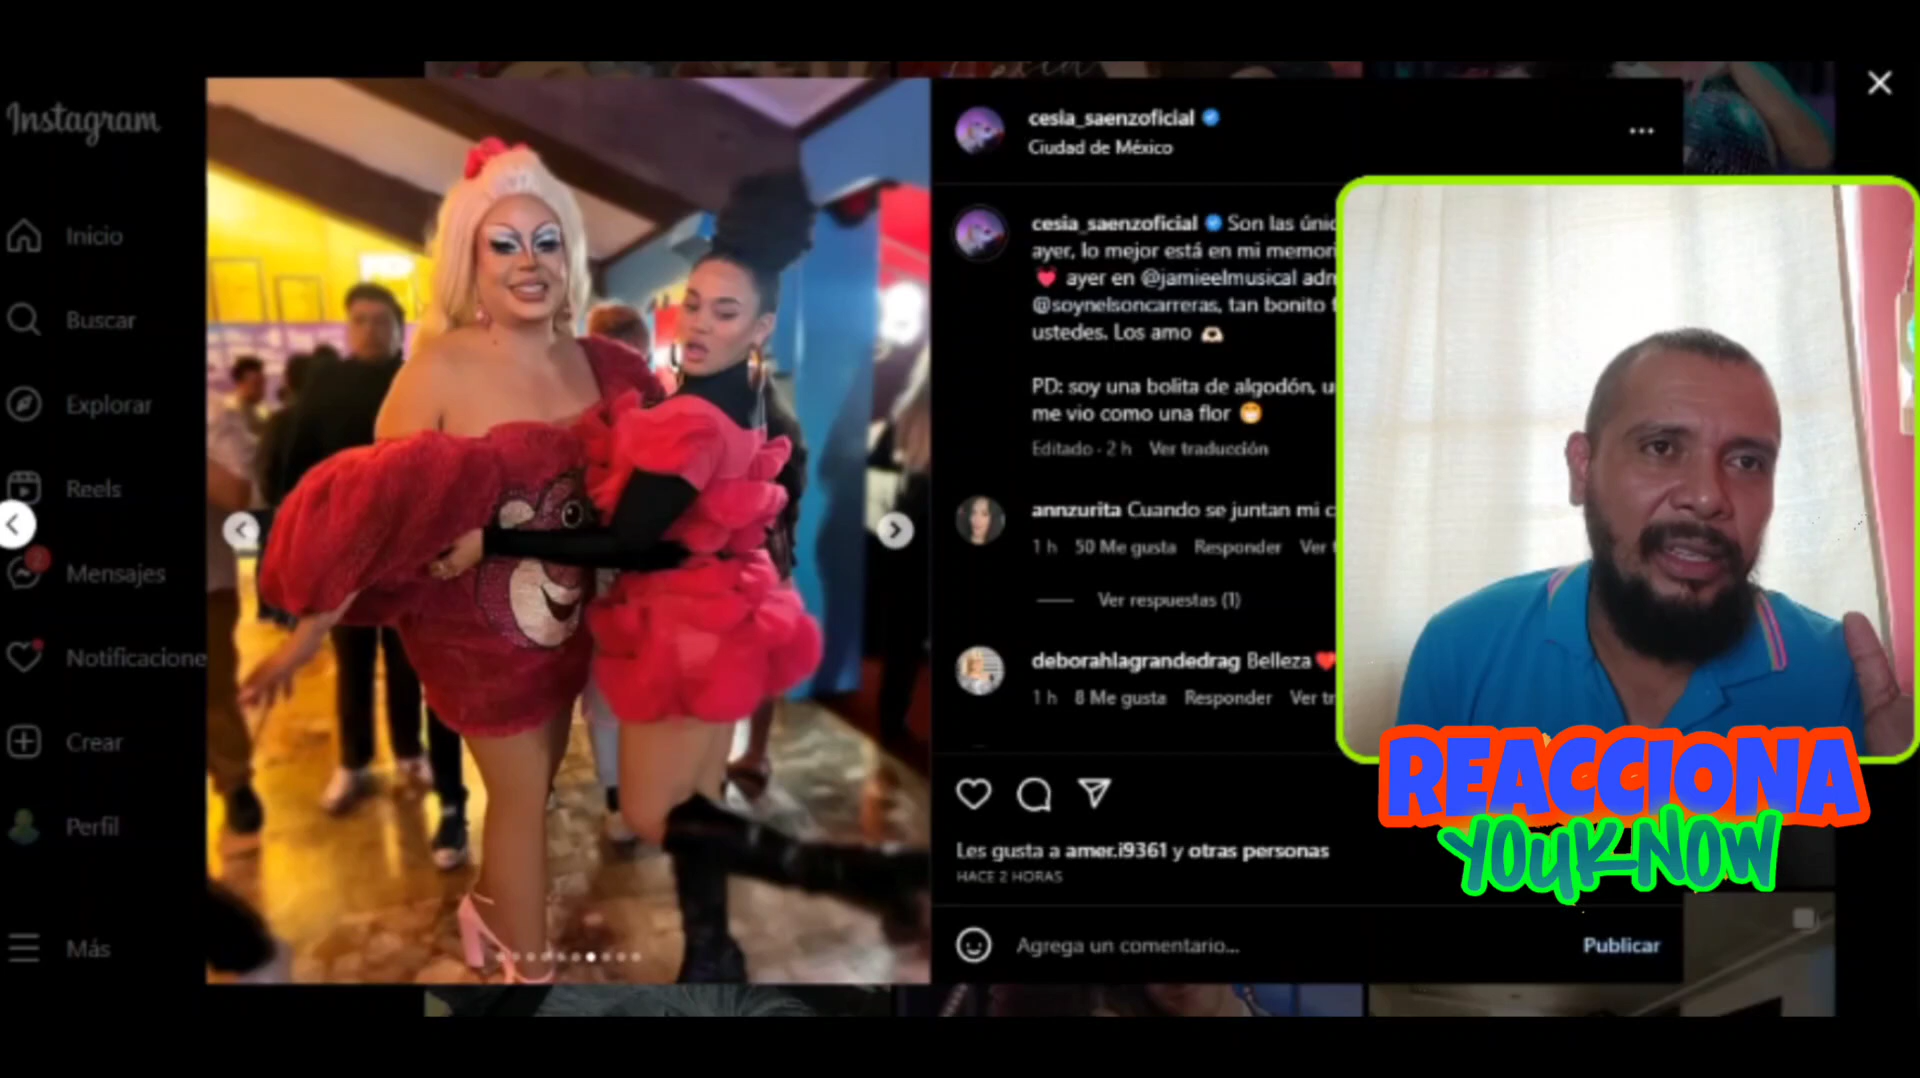 Instagram
Inicio
Buscar
Explorar
Reels
Mensajes
Notificacione
Crear
Perfil
Más
cesia_saenzoficial
Ciudad de México
cesia_saenzoficial Son las únic
ayer, lo mejor está en mi memori
ayer en @jamieelmusical adm
@soynelsoncarreras, tan bonito
ustedes. Los amo
PD: soy una bolita de algodón, u
me vio como una flor
Editado · 2 h Ver traducción
annzurita Cuando se juntan mi c
1 h 50 Me gusta Responder Ver
Ver respuestas (1)
deborahlagrandedrag Belleza
1 h 8 Me gusta Responder Ver tr
Les gusta a amer.i9361 y otras personas
HACE 2 HORAS
Agrega un comentario...
Publicar
REACCIONA
YOUKNOW